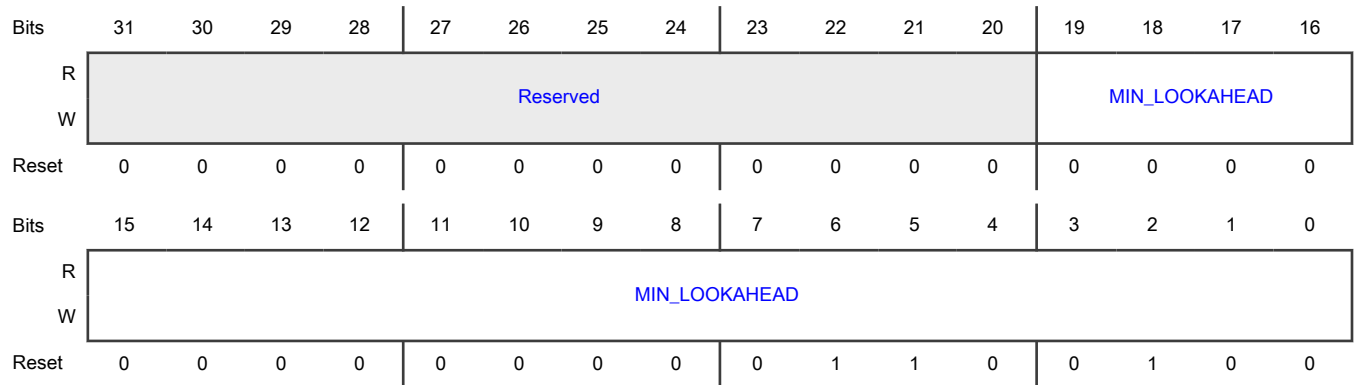 Bits 31 30 29 28 27 26 25 24 23 22 21 20 19 18 17 16
R
Reserved MIN_LOOKAHEAD
W
Reset 0 0 0 0 0 0 0 0 0 0 0 0 0 0 0 0
Bits 15 14 13 12 11 10 9 8 7 6 5 4 3 2 1 0
R
MIN_LOOKAHEAD
W
Reset 0 0 0 0 0 0 0 0 0 1 1 0 0 1 0 0